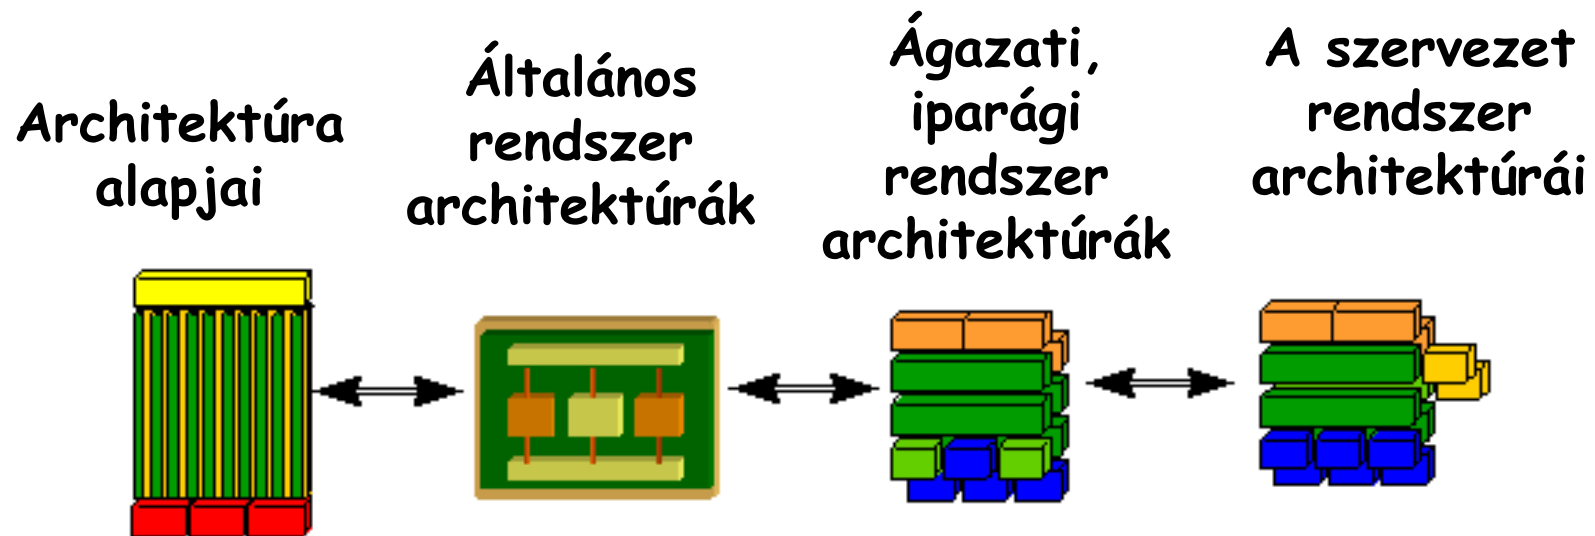 Architektúra
alapjai
Általános
rendszer
architektúrák
Ágazati,
iparági
rendszer
architektúrák
A szervezet
rendszer
architektúrái